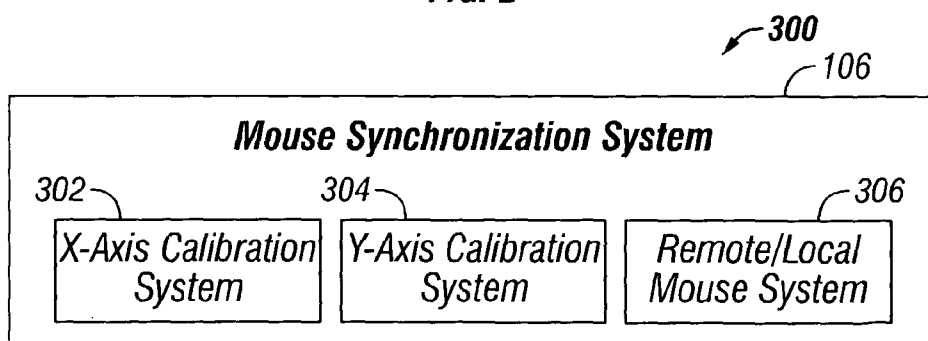 300
106
Mouse Synchronization System
302
304
306
X-Axis Calibration
System
Y-Axis Calibration
System
Remote/Local
Mouse System